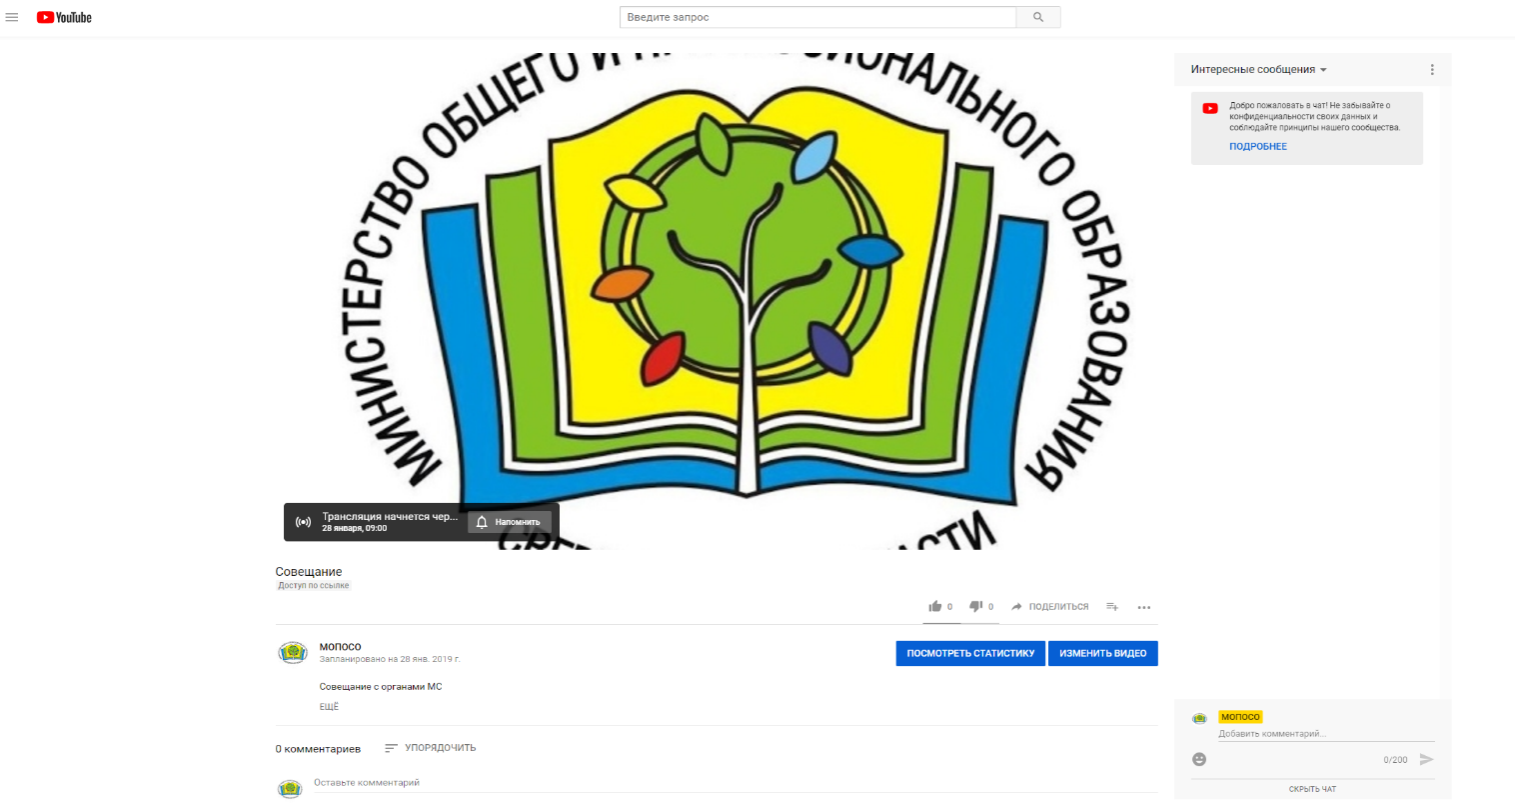 YouTube
Введите запрос
МИНИСТЕРСТВО ОБЩЕГО И ОБРАЗОВАНИЯ
Трансляция начнется чер...
28 января, 09:00
Напомнить
Совещание
Доступ по ссылке
0
0
ПОДЕЛИТЬСЯ
МОПОСО
Запланировано на 28 янв. 2019 г.
ПОСМОТРЕТЬ СТАТИСТИКУ
ИЗМЕНИТЬ ВИДЕО
Совещание с органами МС
ЕЩЁ
0 комментариев
УПОРЯДОЧИТЬ
Оставьте комментарий
Интересные сообщения
Добро пожаловать в чат! Не забывайте о
конфиденциальности своих данных и
соблюдайте принципы нашего сообщества.
ПОДРОБНЕЕ
МОПОСО
Добавить комментарий...
0/200
СКРЫТЬ ЧАТ